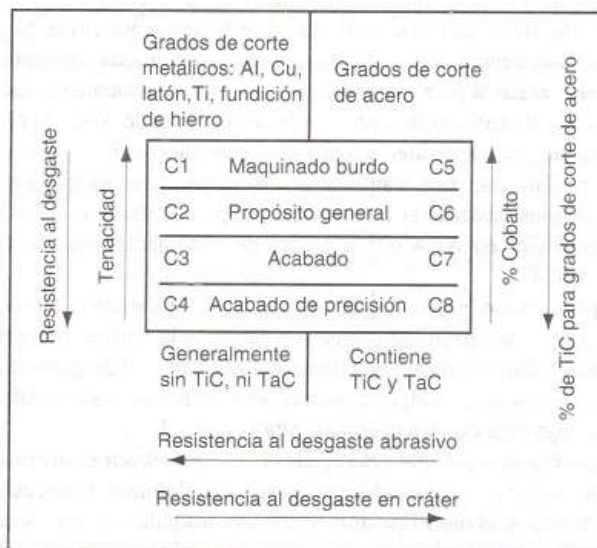 Grados de corte
metálicos: Al, Cu,
latón,Ti, fundición
de hierro
Grados de corte
de acero
Resistencia al desgaste
Tenacidad
C1 Maquinado burdo C5
C2 Propósito general C6
C3 Acabado C7
C4 Acabado de precisión C8
% Cobalto
% de TiC para grados de corte de acero
Generalmente
sin TiC, ni TaC
Contiene
TiC y TaC
Resistencia al desgaste abrasivo
Resistencia al desgaste en cráter